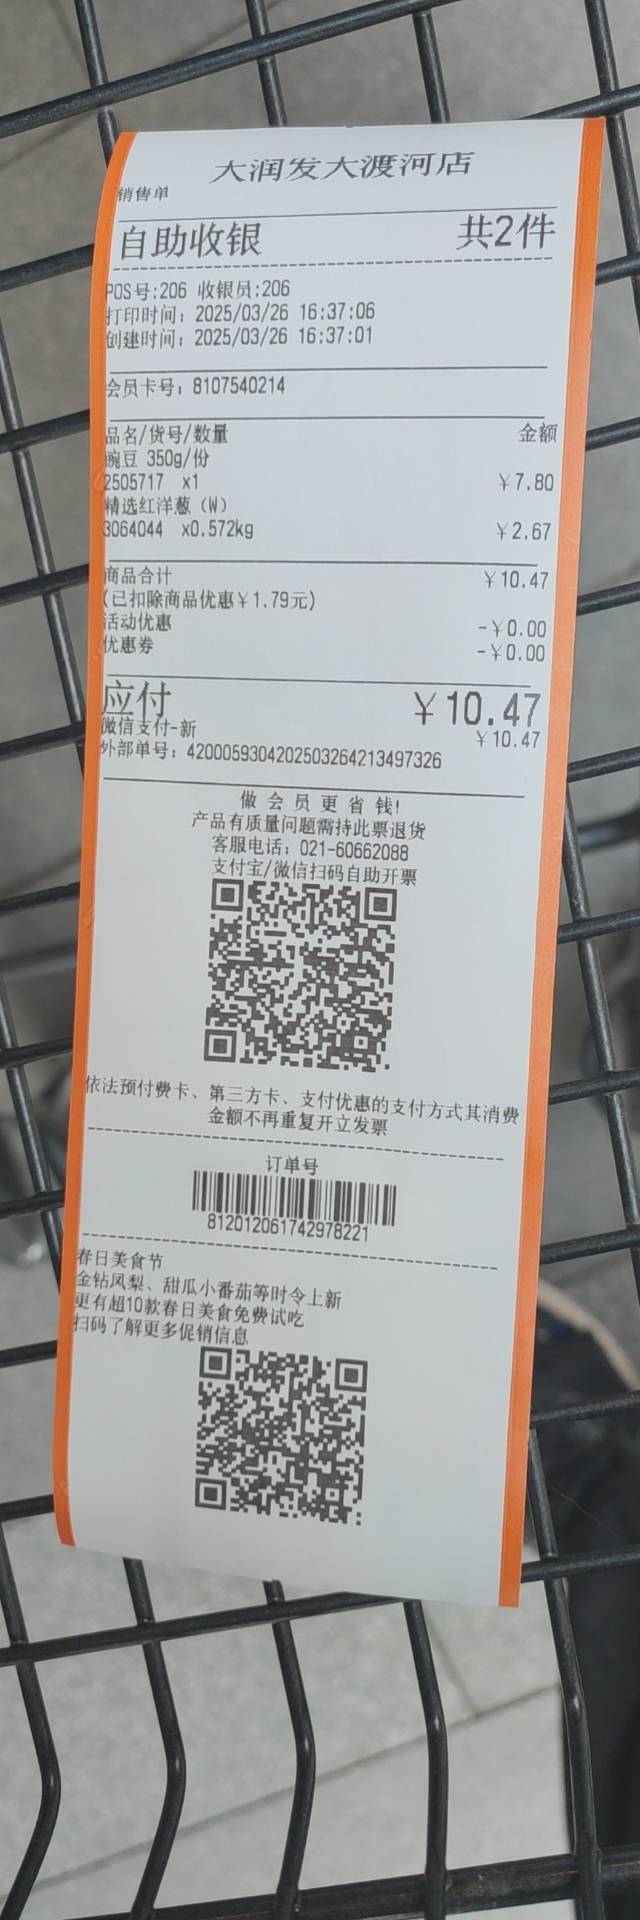 大润发大渡河店
销售单
自助收银 共2件
POS号:206 收银员:206
打印时间: 2025/03/26 16:37:06
创建时间: 2025/03/26 16:37:01
会员卡号: 8107540214
品名/货号/数量 金额
豌豆 350g/份
2505717 x1 ￥7.80
精选红洋葱（W）
3064044 x0.572kg ￥2.67
商品合计 ￥10.47
(已扣除商品优惠￥1.79元)
活动优惠 -￥0.00
优惠券 -￥0.00
应付 ￥10.47
微信支付-新 ￥10.47
外部单号: 4200059304202503264213497326
做会员更省钱!
产品有质量问题需持此票退货
客服电话: 021-60662088
支付宝/微信扫码自助开票
依法预付费卡、第三方卡、支付优惠的支付方式其消费
金额不再重复开立发票
订单号
812012061742978221
春日美食节
金钻凤梨、甜瓜小番茄等时令上新
更有超10款春日美食免费试吃
扫码了解更多促销信息